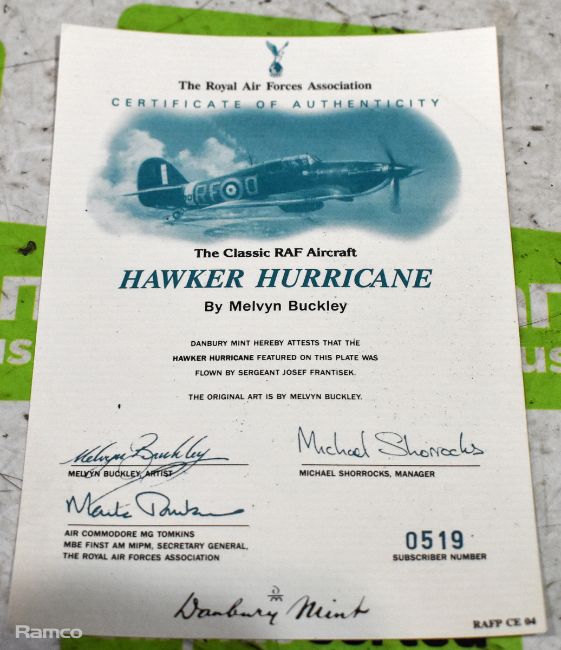 The Royal Air Forces Association
CERTIFICATE OF AUTHENTICITY
RF O
The Classic RAF Aircraft
HAWKER HURRICANE
By Melvyn Buckley
DANBURY MINT HEREBY ATTESTS THAT THE
HAWKER HURRICANE FEATURED ON THIS PLATE WAS
FLOWN BY SERGEANT JOSEF FRANTISEK.
THE ORIGINAL ART IS BY MELVYN BUCKLEY.
Melvyn Buckley
MELVYN BUCKLEY, ARTIST
Michael Shorrocks
MICHAEL SHORROCKS, MANAGER
AIR COMMODORE MG TOMKINS
MBE FINST AM MIPM, SECRETARY GENERAL,
THE ROYAL AIR FORCES ASSOCIATION
0519
SUBSCRIBER NUMBER
Danbury Mint
RAFP CE 04
Ramco